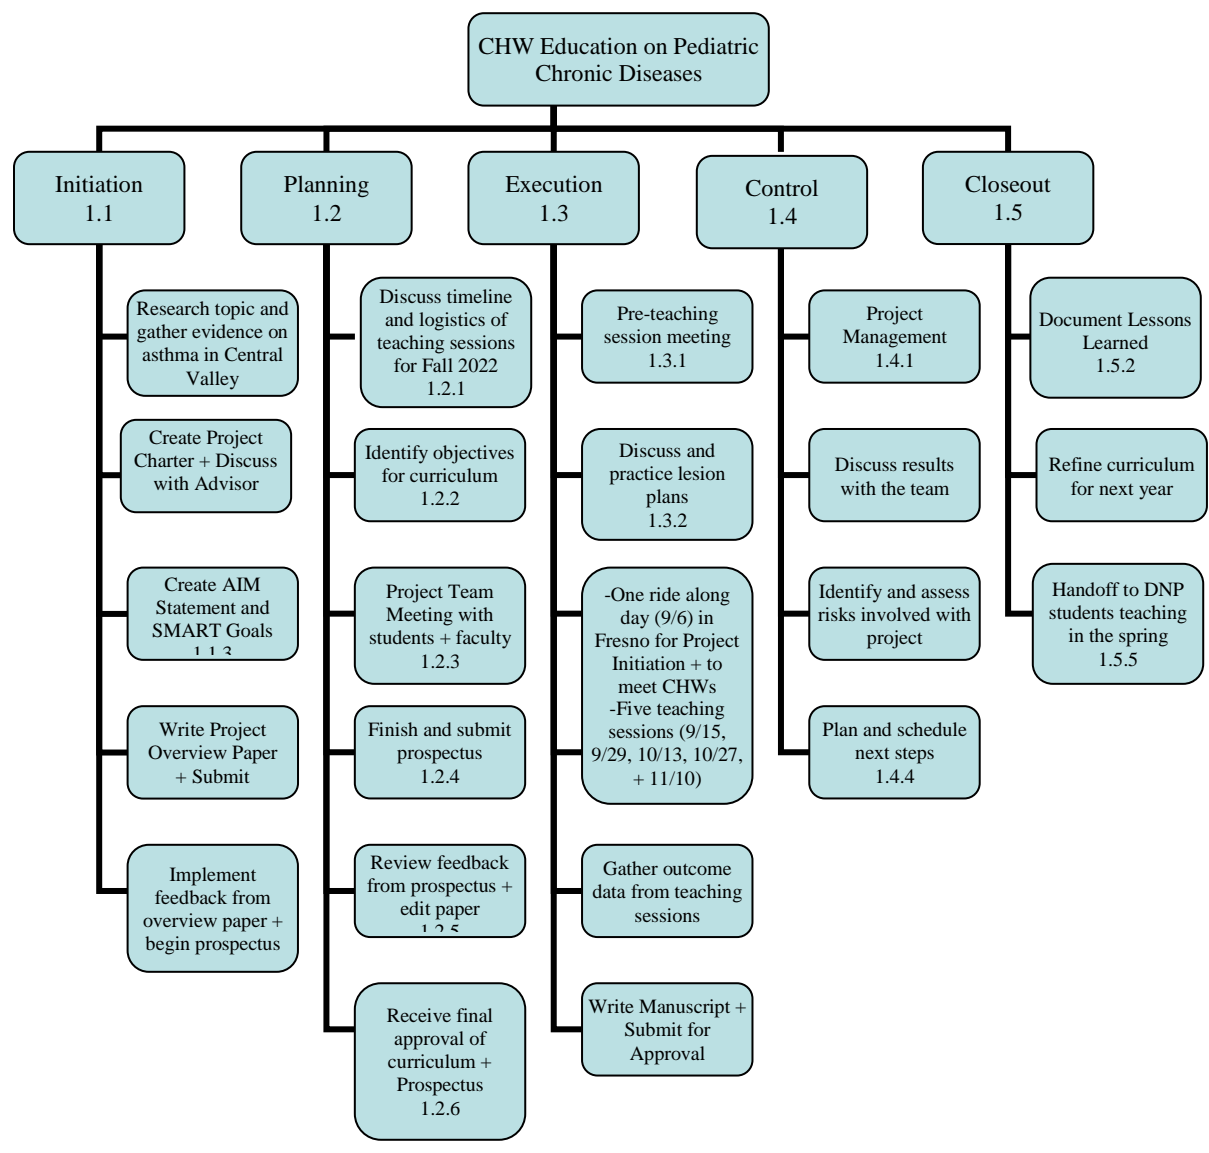 CHW Education on Pediatric
Chronic Diseases
Initiation
1.1
Research topic and
gather evidence on
asthma in Central
Valley
Create Project
Charter + Discuss
with Advisor
Create AIM
Statement and
SMART Goals
1.1.3
Write Project
Overview Paper
+ Submit
Implement
feedback from
overview paper +
begin prospectus
Planning
1.2
Discuss timeline
and logistics of
teaching sessions
for Fall 2022
1.2.1
Identify objectives
for curriculum
1.2.2
Project Team
Meeting with
students + faculty
1.2.3
Finish and submit
prospectus
1.2.4
Review feedback
from prospectus +
edit paper
1.2.5
Receive final
approval of
curriculum +
Prospectus
1.2.6
Execution
1.3
Pre-teaching
session meeting
1.3.1
Discuss and
practice lesion
plans
1.3.2
-One ride along
day (9/6) in
Fresno for Project
Initiation + to
meet CHWs
-Five teaching
sessions (9/15,
9/29, 10/13, 10/27,
+ 11/10)
Gather outcome
data from teaching
sessions
Write Manuscript +
Submit for
Approval
Control
1.4
Project
Management
1.4.1
Discuss results
with the team
Identify and assess
risks involved with
project
Plan and schedule
next steps
1.4.4
Closeout
1.5
Document Lessons
Learned
1.5.2
Refine curriculum
for next year
Handoff to DNP
students teaching
in the spring
1.5.5